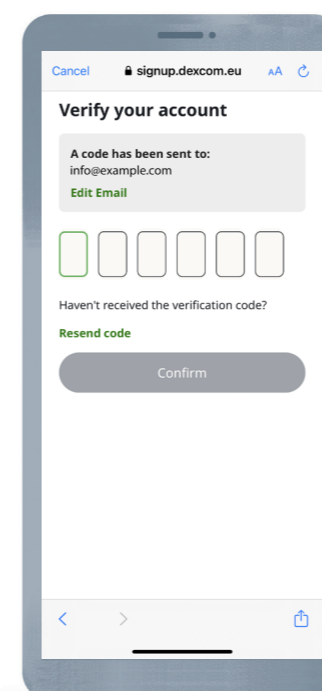 Cancel
signup.dexcom.eu
AA
Verify your account
A code has been sent to:
info@example.com
Edit Email
Haven't received the verification code?
Resend code
Confirm